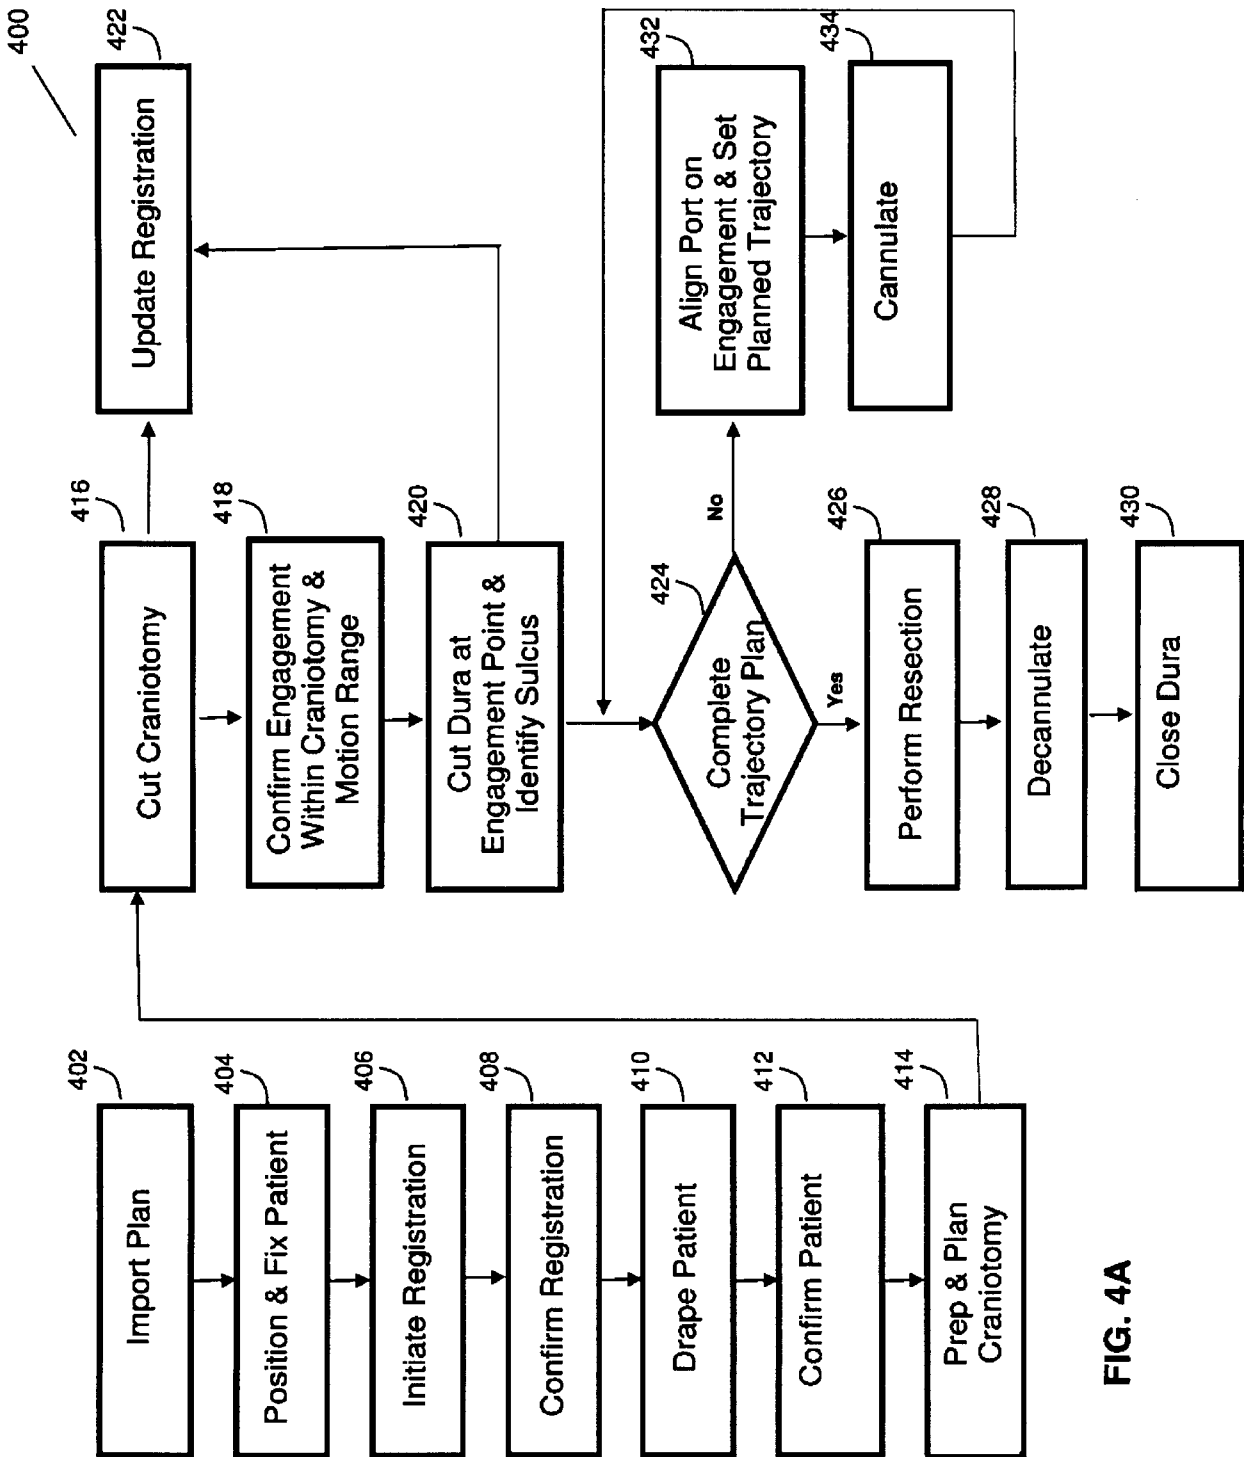 400
402
Import Plan
404
Position & Fix Patient
406
Initiate Registration
408
Confirm Registration
410
Drape Patient
412
Confirm Patient
414
Prep & Plan
Craniotomy
416
Cut Craniotomy
418
Confirm Engagement
Within Craniotomy &
Motion Range
420
Cut Dura at
Engagement Point &
Identify Sulcus
422
Update Registration
424
Complete
Trajectory Plan
No
Yes
426
Perform Resection
428
Decannulate
430
Close Dura
432
Align Port on
Engagement & Set
Planned Trajectory
434
Cannulate
FIG. 4A